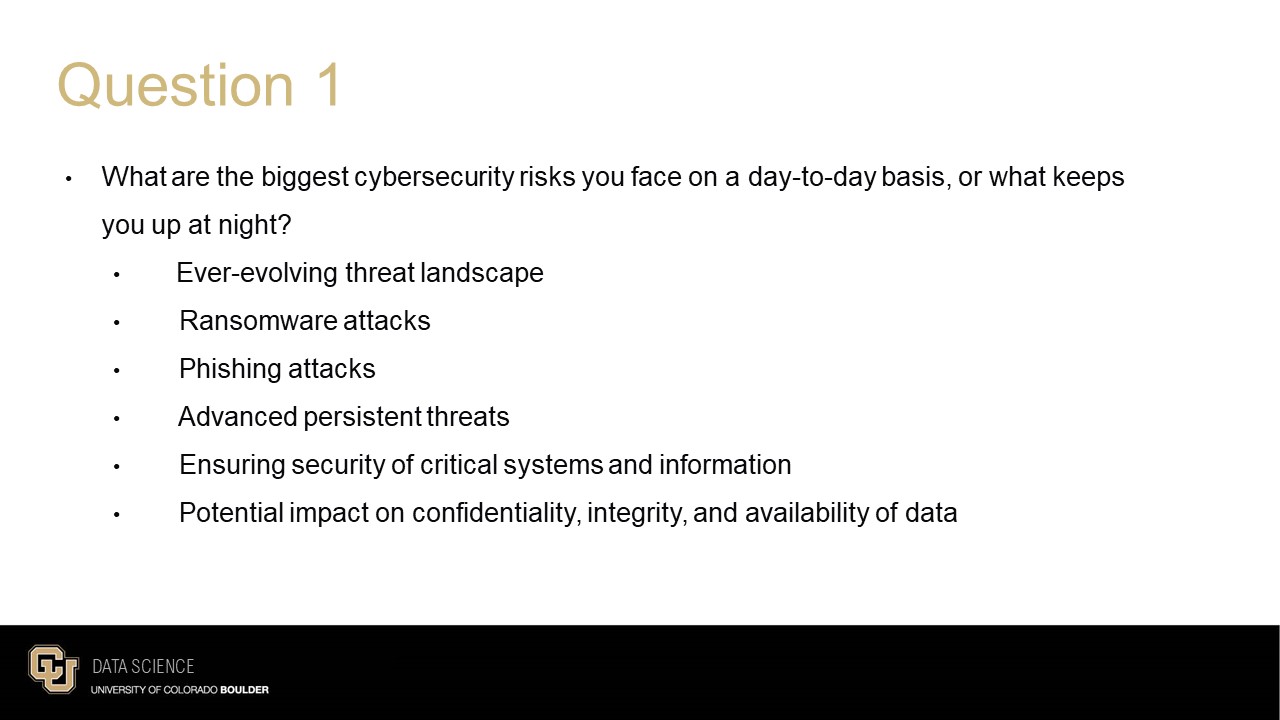 Question 1
• What are the biggest cybersecurity risks you face on a day-to-day basis, or what keeps
you up at night?
• Ever-evolving threat landscape
• Ransomware attacks
• Phishing attacks
• Advanced persistent threats
• Ensuring security of critical systems and information
• Potential impact on confidentiality, integrity, and availability of data
CU
DATA SCIENCE
UNIVERSITY OF COLORADO BOULDER